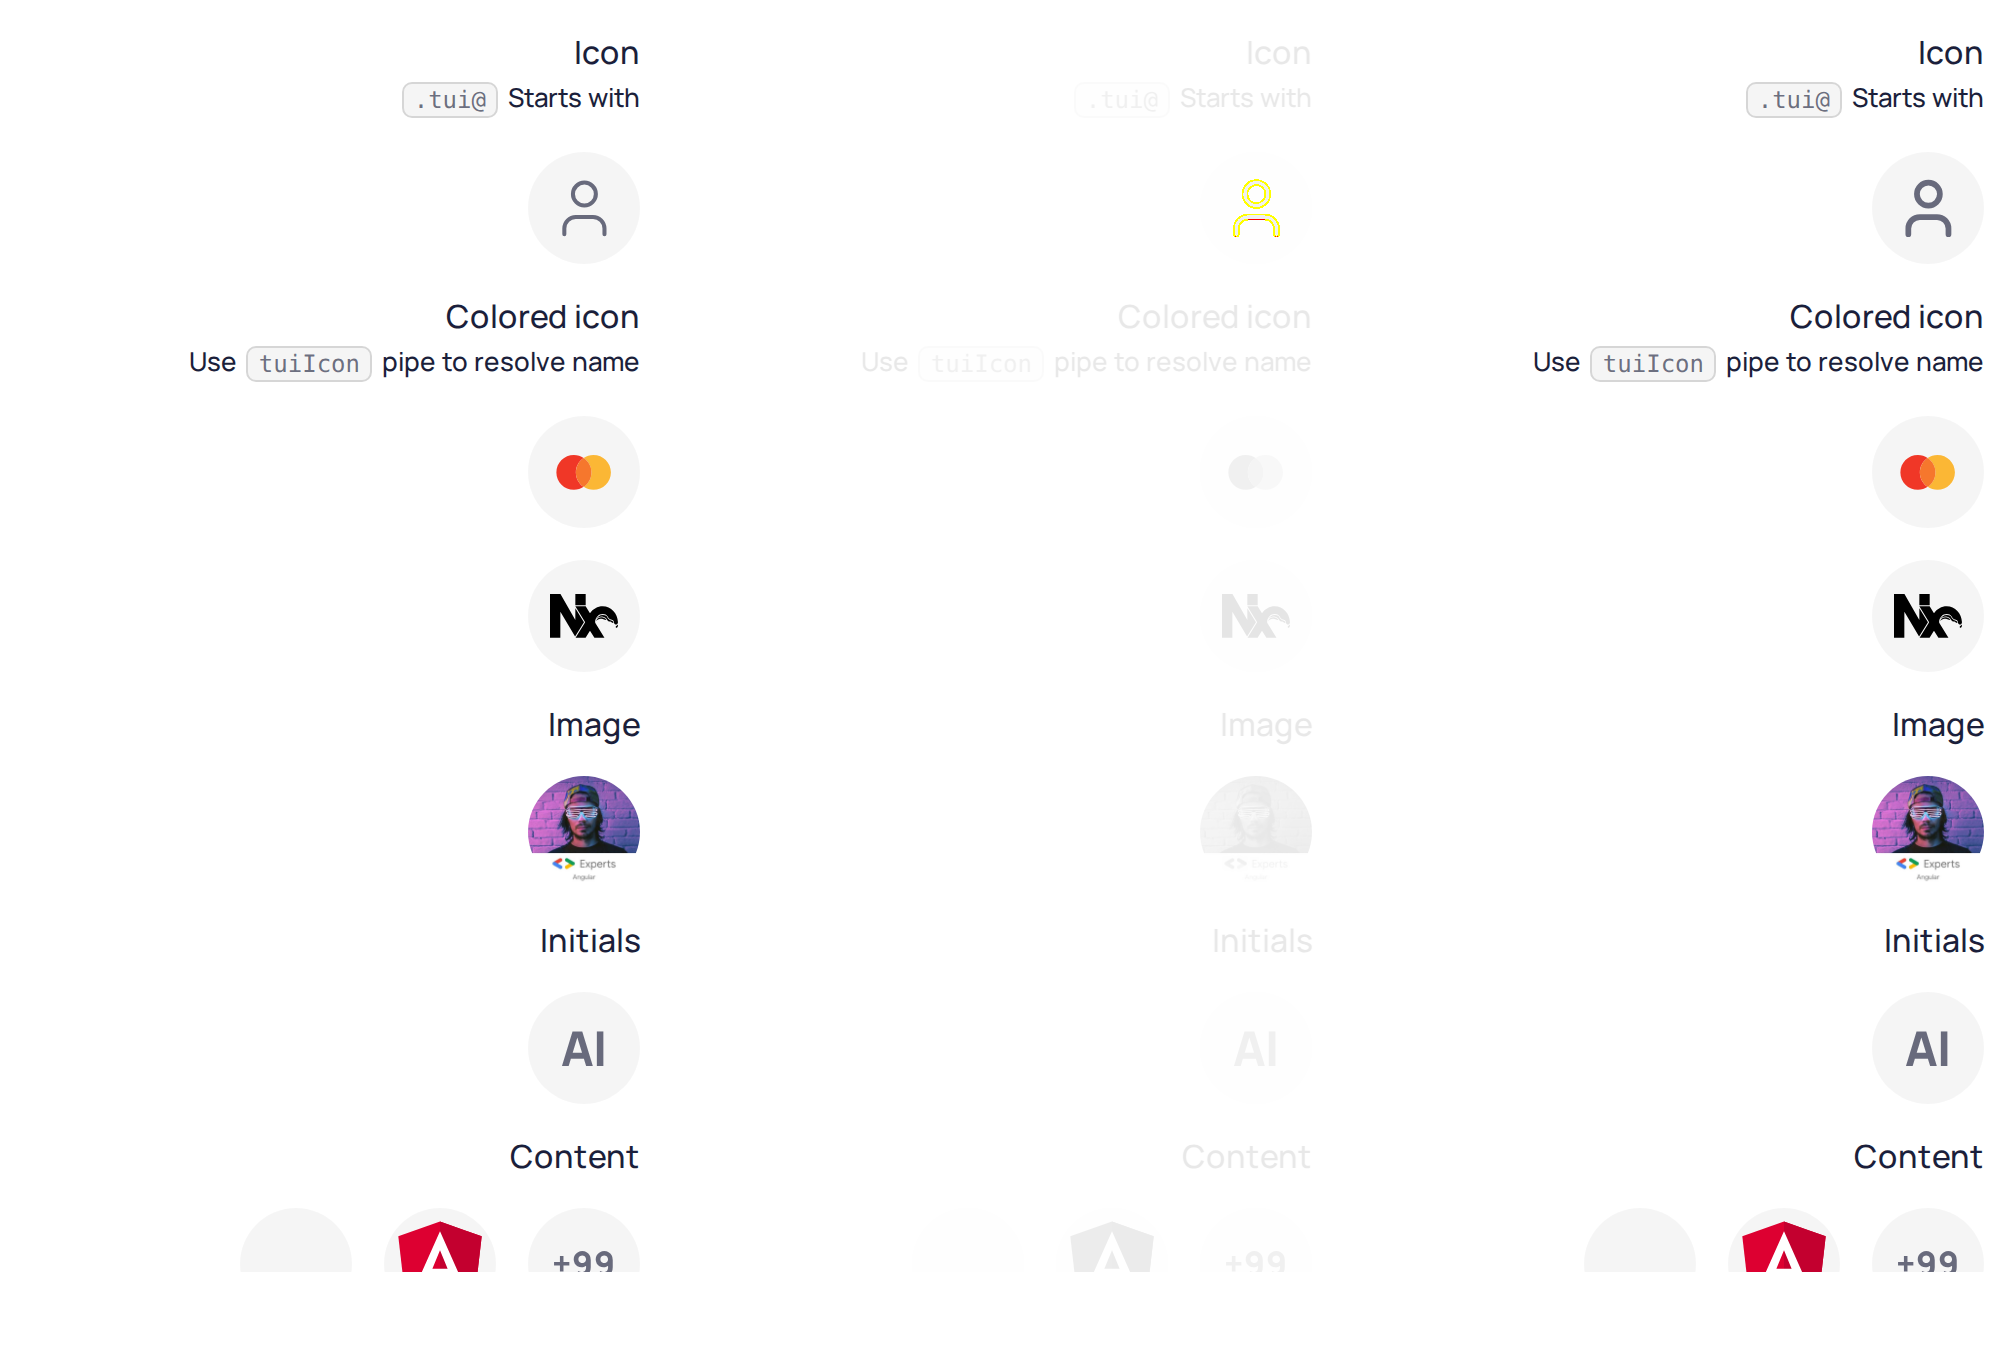 Icon
.tui@ Starts with
Colored icon
Use tuiIcon pipe to resolve name
Nx
Image
Experts
Angular
Initials
AI
Content
A
+99
Icon
.tui@ Starts with
Colored icon
Use tuiIcon pipe to resolve name
Nx
Image
Experts
Initials
AI
Content
A
+99
Icon
.tui@ Starts with
Colored icon
Use tuiIcon pipe to resolve name
Nx
Image
Experts
Angular
Initials
AI
Content
A
+99